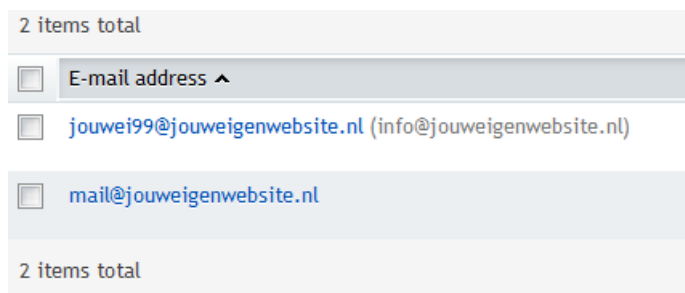 2 items total
E-mail address
jouwei99@jouweigenwebsite.nl (info@jouweigenwebsite.nl)
mail@jouweigenwebsite.nl
2 items total